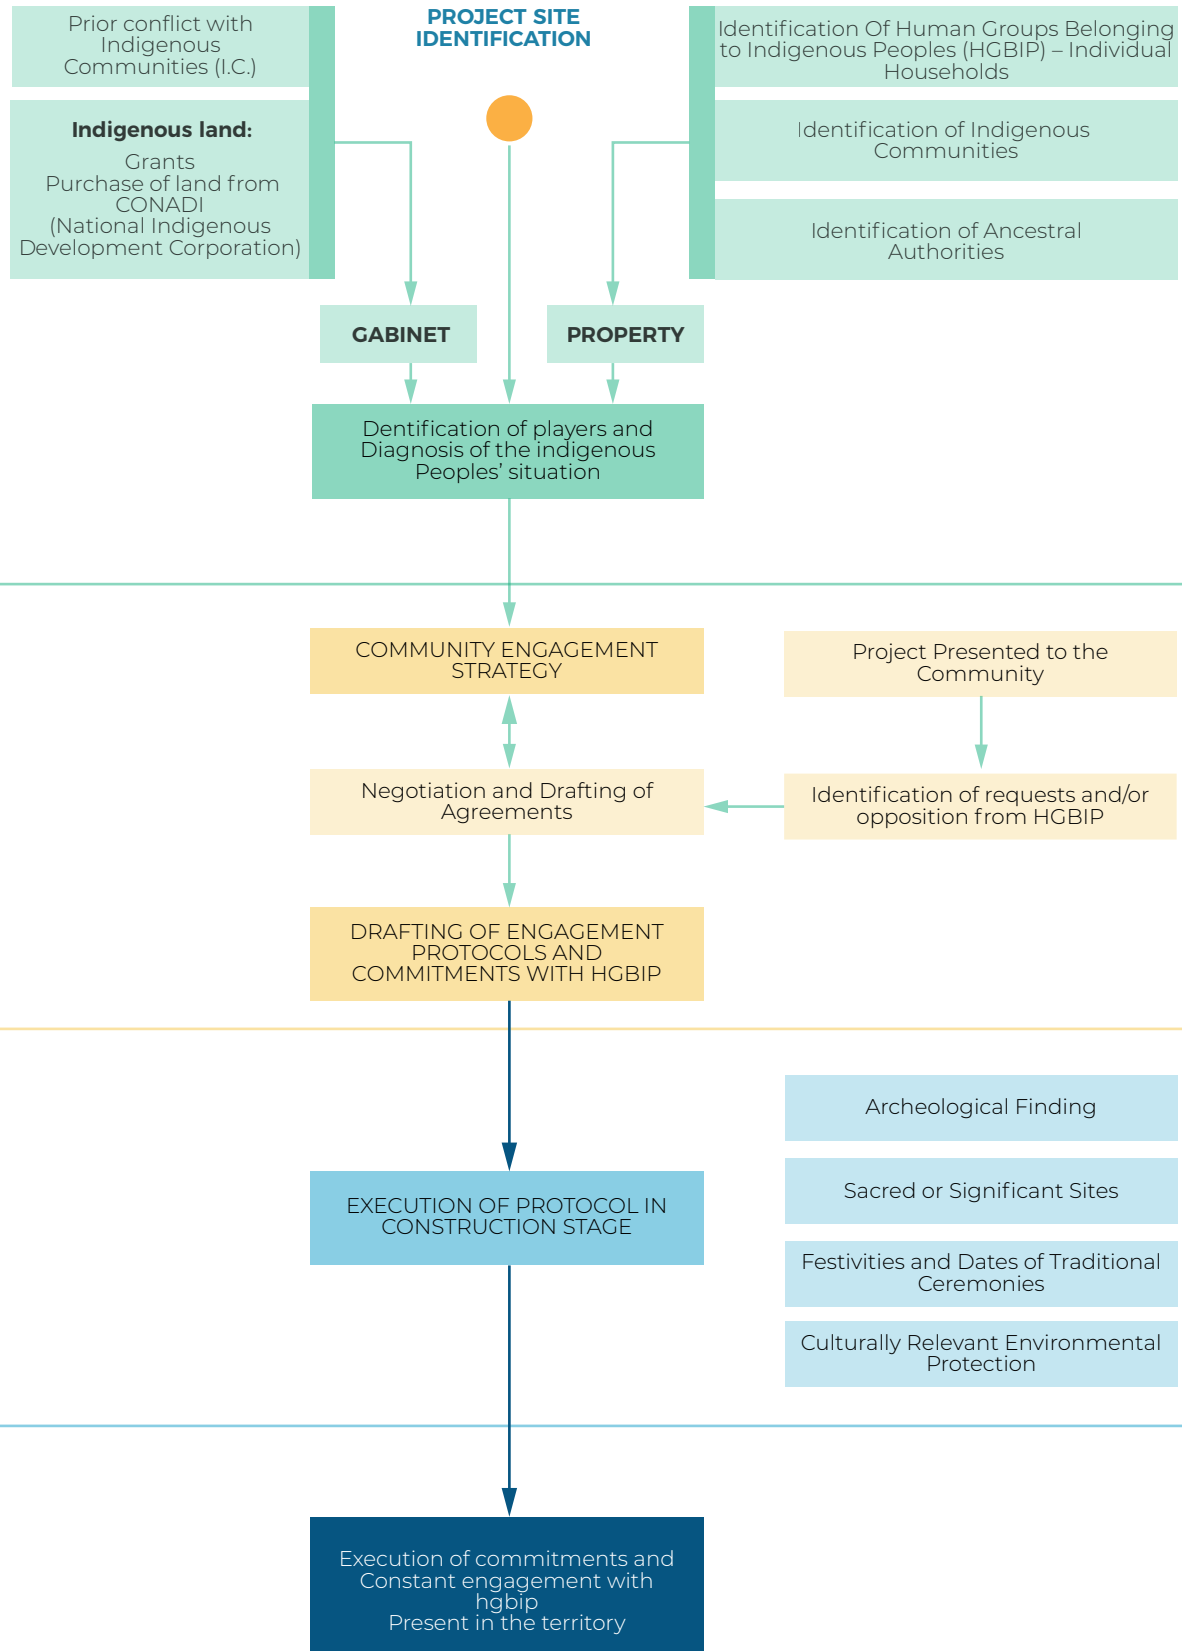 Prior conflict with
Indigenous
Communities (I.C.)
Indigenous land:
Grants
Purchase of land from
CONADI
(National Indigenous
Development Corporation)
PROJECT SITE
IDENTIFICATION
Identification Of Human Groups Belonging
to Indigenous Peoples (HGBIP) – Individual
Households
Identification of Indigenous
Communities
Identification of Ancestral
Authorities
GABINET
PROPERTY
Dentification of players and
Diagnosis of the indigenous
Peoples’ situation
COMMUNITY ENGAGEMENT
STRATEGY
Project Presented to the
Community
Negotiation and Drafting of
Agreements
Identification of requests and/or
opposition from HGBIP
DRAFTING OF ENGAGEMENT
PROTOCOLS AND
COMMITMENTS WITH HGBIP
Archeological Finding
Sacred or Significant Sites
Festivities and Dates of Traditional
Ceremonies
Culturally Relevant Environmental
Protection
EXECUTION OF PROTOCOL IN
CONSTRUCTION STAGE
Execution of commitments and
Constant engagement with
hgbip
Present in the territory